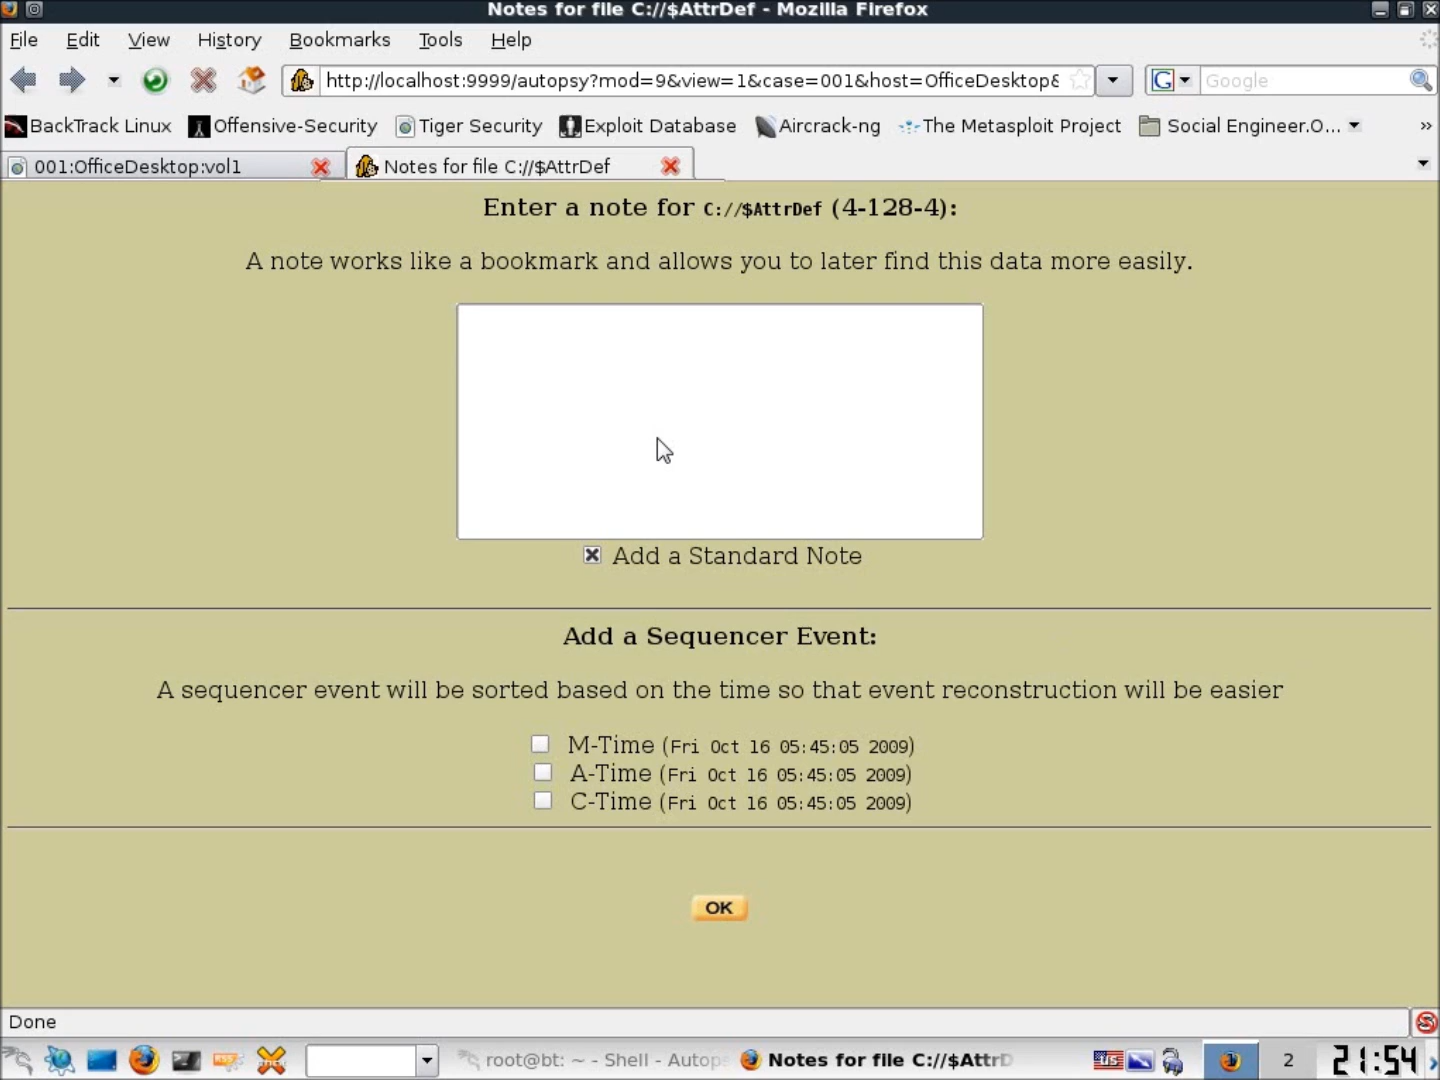 Notes for file C://$AttrDef - Mozilla Firefox
File Edit View History Bookmarks Tools Help
http://localhost:9999/autopsy?mod=9&view=1&case=001&host=OfficeDesktop& G Google
BackTrack Linux Offensive-Security Tiger Security Exploit Database Aircrack-ng The Metasploit Project Social Engineer.O... »
001:OfficeDesktop:vol1 Notes for file C://$AttrDef
Enter a note for C://$AttrDef (4-128-4):
A note works like a bookmark and allows you to later find this data more easily.
Add a Standard Note
Add a Sequencer Event:
A sequencer event will be sorted based on the time so that event reconstruction will be easier
M-Time (Fri Oct 16 05:45:05 2009)
A-Time (Fri Oct 16 05:45:05 2009)
C-Time (Fri Oct 16 05:45:05 2009)
OK
Done
root@bt: ~ - Shell - Autops Notes for file C://$AttrD US 2 21:54